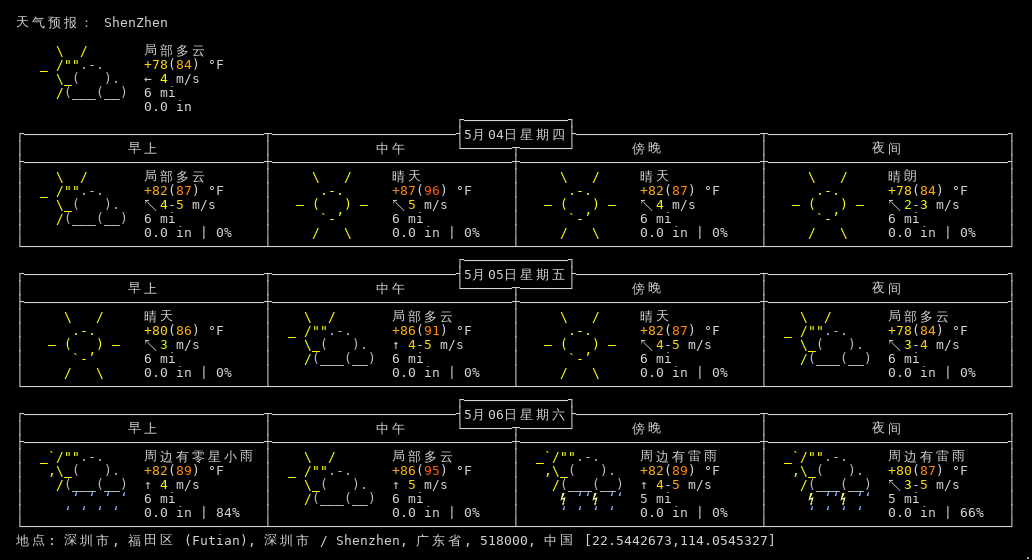 天气预报： ShenZhen
局部多云
+78(84) °F
← 4 m/s
6 mi
0.0 in
5月04日星期四
早上 中午 傍晚 夜间
局部多云 晴天 晴天 晴朗
+82(87) °F +87(96) °F +82(87) °F +78(84) °F
↖ 4-5 m/s ↖ 5 m/s ↖ 4 m/s ↖ 2-3 m/s
6 mi 6 mi 6 mi 6 mi
0.0 in | 0% 0.0 in | 0% 0.0 in | 0% 0.0 in | 0%
5月05日星期五
早上 中午 傍晚 夜间
晴天 局部多云 晴天 局部多云
+80(86) °F +86(91) °F +82(87) °F +78(84) °F
↖ 3 m/s ↑ 4-5 m/s ↖ 4-5 m/s ↖ 3-4 m/s
6 mi 6 mi 6 mi 6 mi
0.0 in | 0% 0.0 in | 0% 0.0 in | 0% 0.0 in | 0%
5月06日星期六
早上 中午 傍晚 夜间
周边有零星小雨 局部多云 周边有雷雨 周边有雷雨
+82(89) °F +86(95) °F +82(89) °F +80(87) °F
↑ 4 m/s ↑ 5 m/s ↑ 4-5 m/s ↖ 3-5 m/s
6 mi 6 mi 5 mi 5 mi
0.0 in | 84% 0.0 in | 0% 0.0 in | 0% 0.0 in | 66%
地点: 深圳市, 福田区 (Futian), 深圳市 / Shenzhen, 广东省, 518000, 中国 [22.5442673,114.0545327]